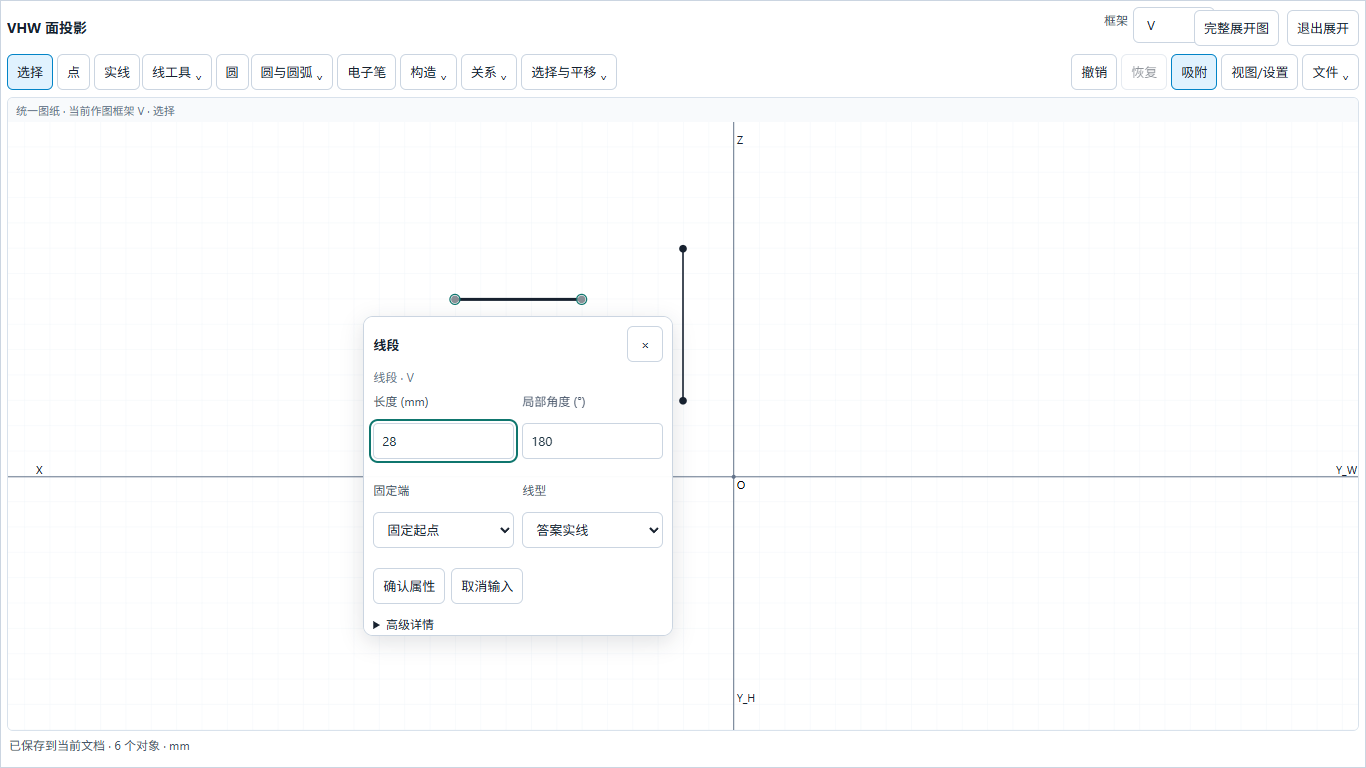 VHW 面投影
框架 V 完整展开图 退出展开
选择 点 实线 线工具 圆 圆与圆弧 电子笔 构造 关系 选择与平移 撤销 恢复 吸附 视图/设置 文件
统一图纸 · 当前作图框架 V · 选择
Z
线段 ×
线段 · V
长度 (mm) 局部角度 (°)
28 180
X Y_W
O
固定端 线型
固定起点 答案实线
确认属性 取消输入
高级详情
Y_H
已保存到当前文档 · 6 个对象 · mm